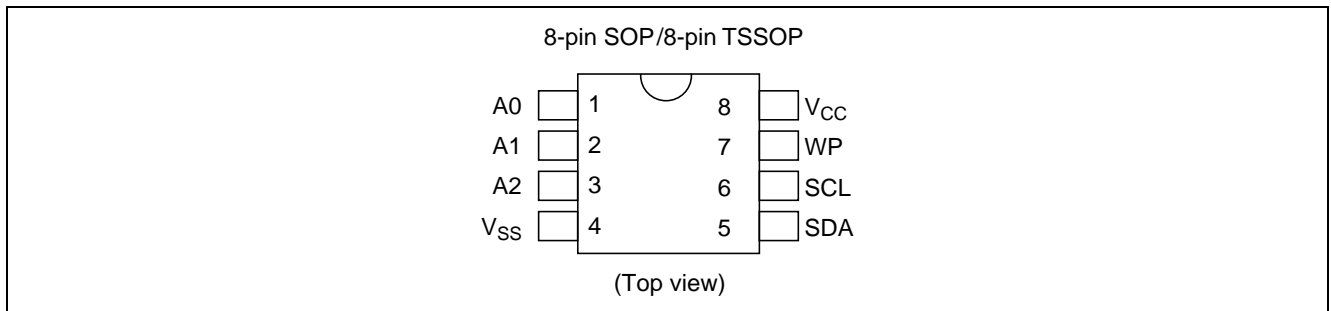 8-pin SOP/8-pin TSSOP
A0 1 8 VCC
A1 2 7 WP
A2 3 6 SCL
VSS 4 5 SDA
(Top view)